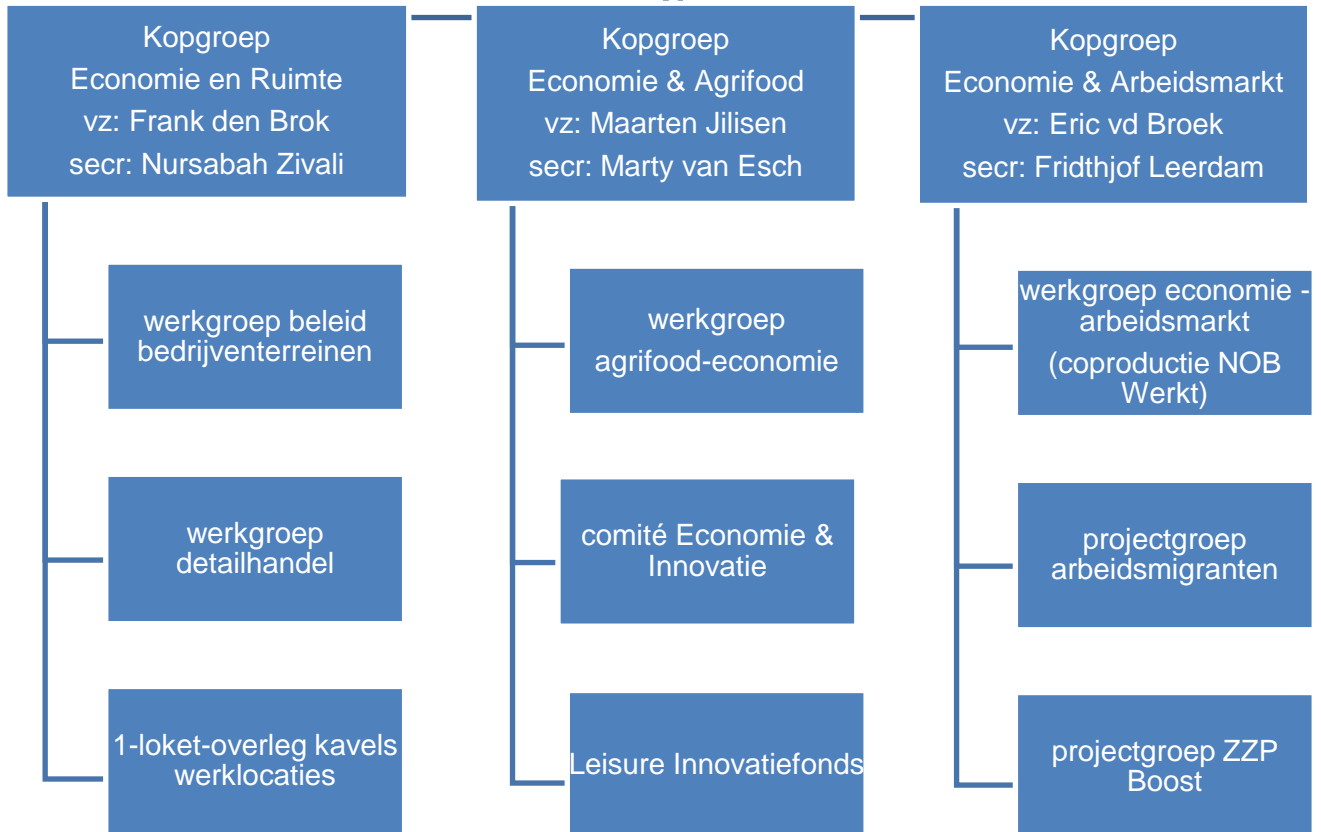 Kopgroep
Economie en Ruimte
vz: Frank den Brok
secr: Nursabah Zivali
werkgroep beleid
bedrijventerreinen
werkgroep
detailhandel
1-loket-overleg kavels
werklocaties
Kopgroep
Economie & Agrifood
vz: Maarten Jilisen
secr: Marty van Esch
werkgroep
agrifood-economie
comité Economie &
Innovatie
Leisure Innovatiefonds
Kopgroep
Economie & Arbeidsmarkt
vz: Eric vd Broek
secr: Fridthjof Leerdam
werkgroep economie -
arbeidsmarkt
(coproductie NOB
Werkt)
projectgroep
arbeidsmigranten
projectgroep ZZP
Boost